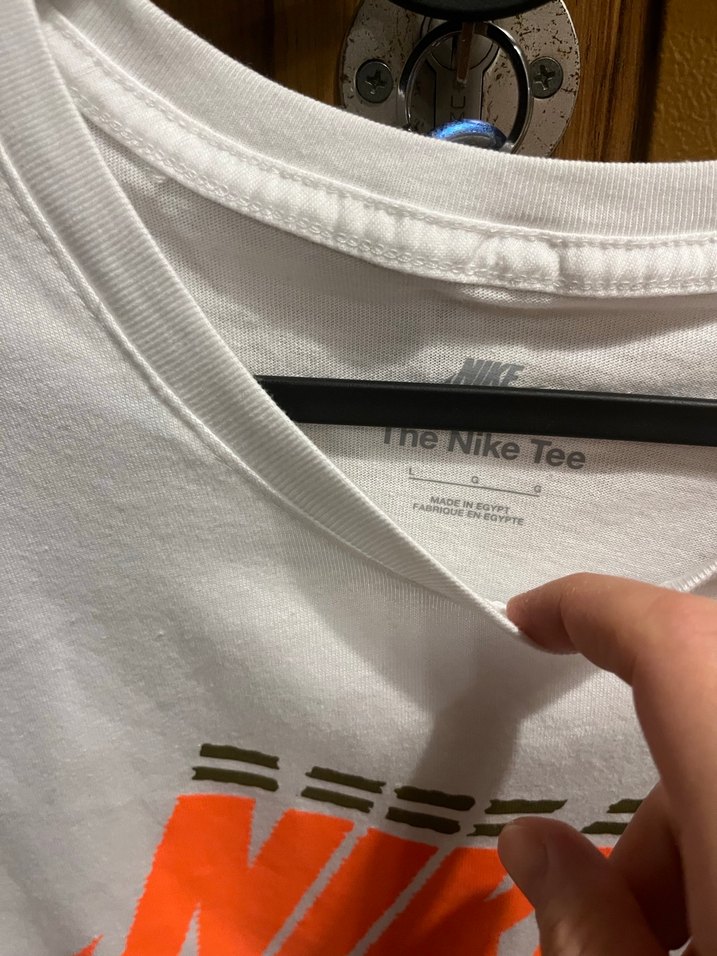 NIKE
The Nike Tee
L G G
MADE IN EGYPT
FABRIQUE EN EGYPTE